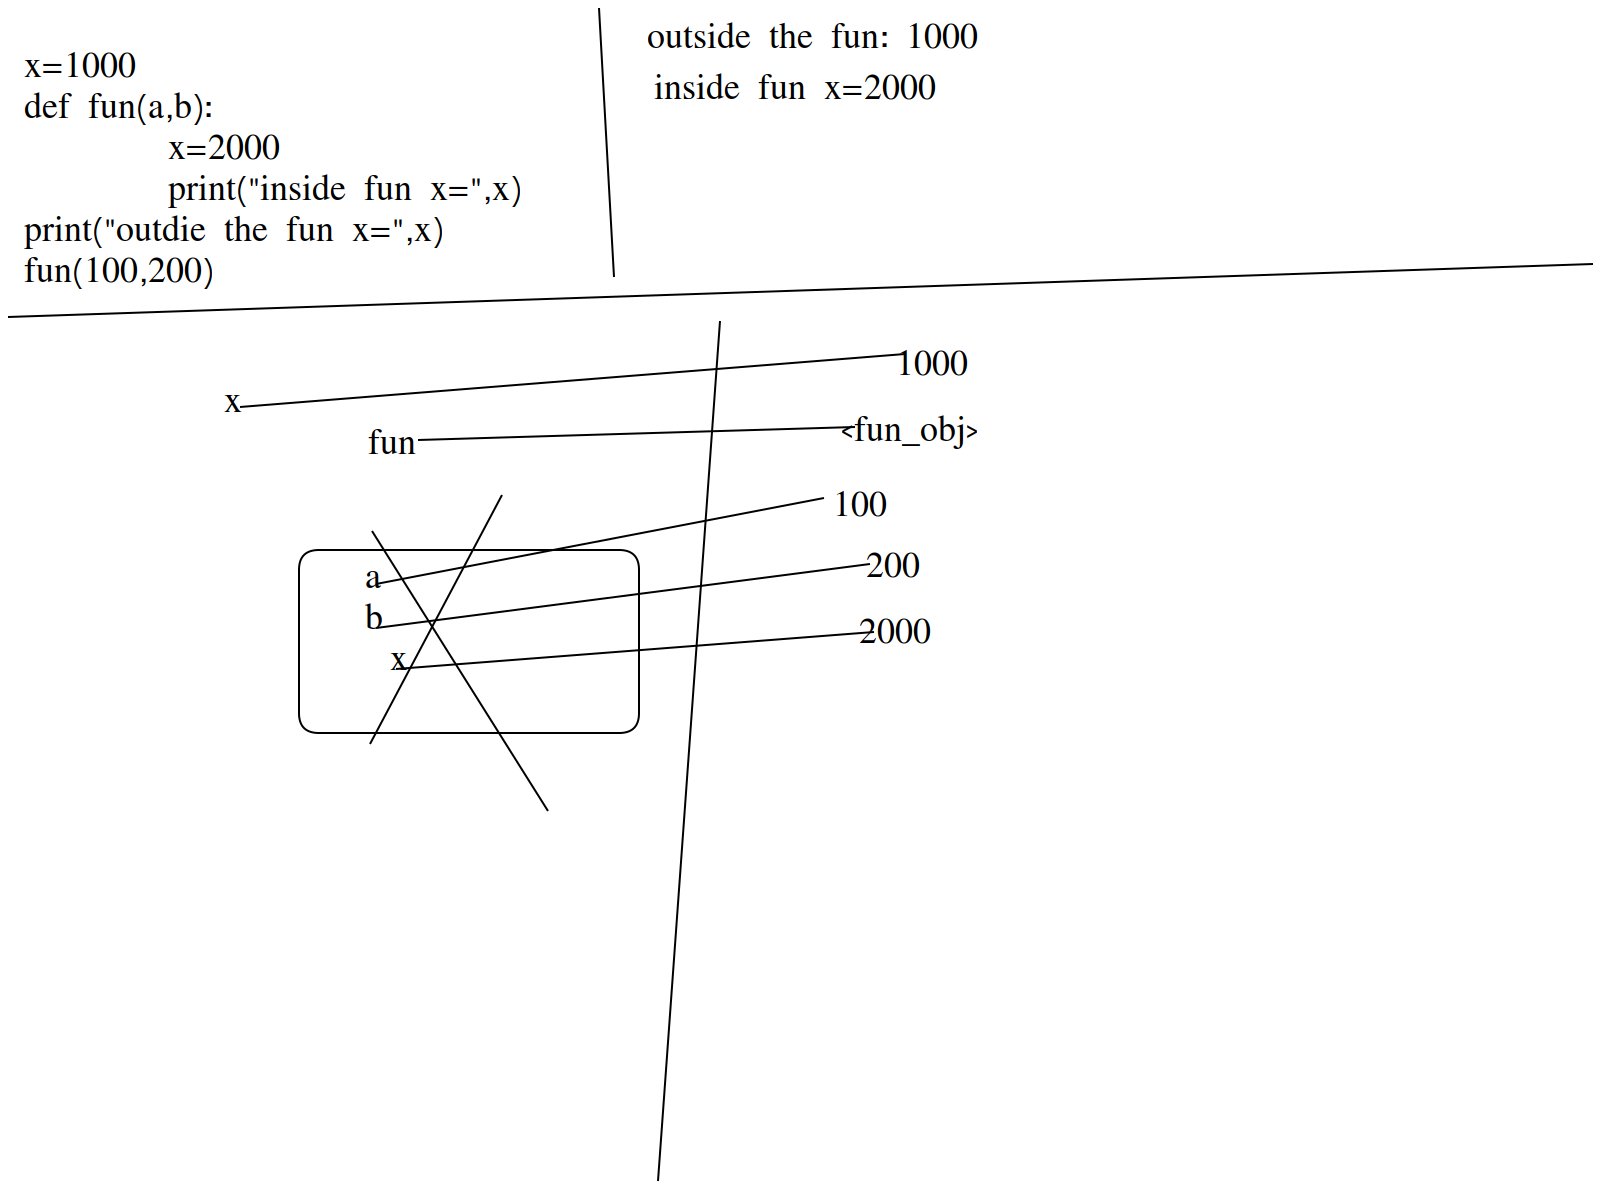 x=1000
def fun(a,b):
x=2000
print("inside fun x=",x)
print("outdie the fun x=",x)
fun(100,200)
outside the fun: 1000
inside fun x=2000
x 1000
fun <fun_obj>
a 100
b 200
x 2000